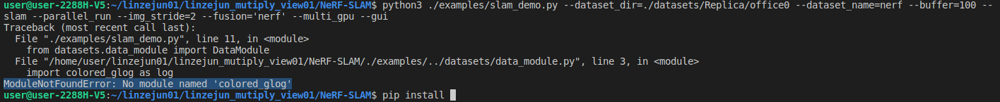 user@user-2288H-V5:~/linzejun01/linzejun_mutiply_view01/NeRF-SLAM$ python3 ./examples/slam_demo.py --dataset_dir=./datasets/Replica/office0 --dataset_name=nerf --buffer=100 --
slam --parallel_run --img_stride=2 --fusion='nerf' --multi_gpu --gui
Traceback (most recent call last):
  File "./examples/slam_demo.py", line 11, in <module>
    from datasets.data_module import DataModule
  File "/home/user/linzejun01/linzejun_mutiply_view01/NeRF-SLAM/./examples/../datasets/data_module.py", line 3, in <module>
    import colored_glog as log
ModuleNotFoundError: No module named 'colored_glog'
user@user-2288H-V5:~/linzejun01/linzejun_mutiply_view01/NeRF-SLAM$ pip install